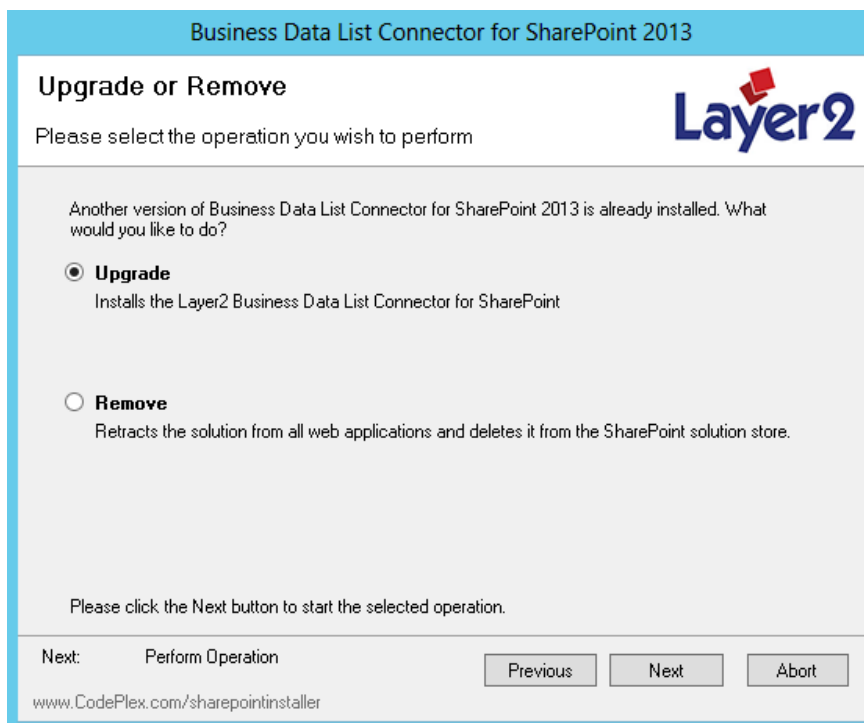 Business Data List Connector for SharePoint 2013
Upgrade or Remove
Layer2
Please select the operation you wish to perform
Another version of Business Data List Connector for SharePoint 2013 is already installed. What
would you like to do?
Upgrade
Installs the Layer2 Business Data List Connector for SharePoint
Remove
Retracts the solution from all web applications and deletes it from the SharePoint solution store.
Please click the Next button to start the selected operation.
Next: Perform Operation
Previous Next Abort
www.CodePlex.com/sharepointinstaller